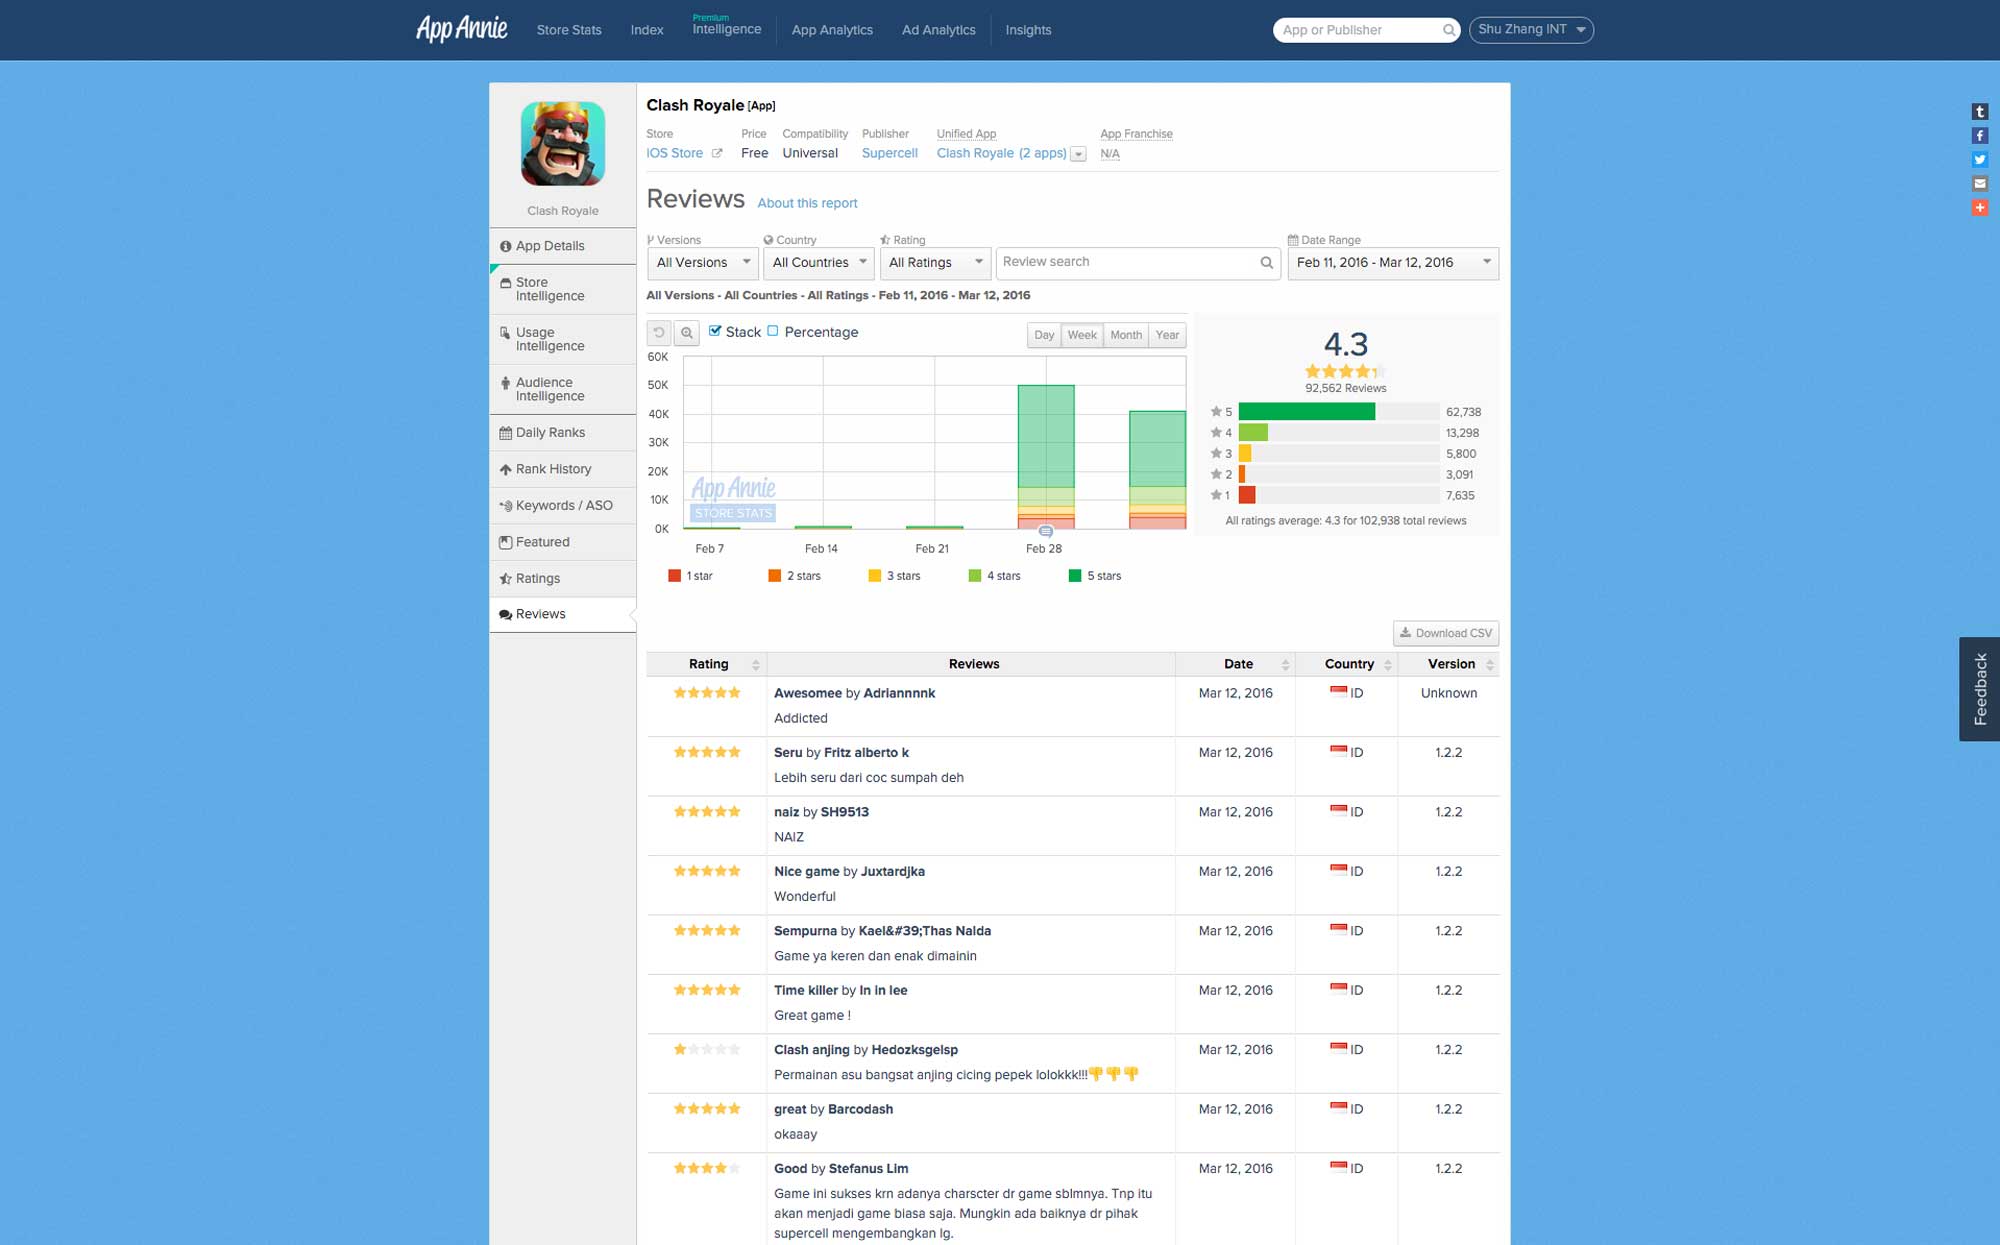 App Annie Store Stats Index Premium Intelligence App Analytics Ad Analytics Insights App or Publisher Shu Zhang INT
Clash Royale
App Details
Store
Intelligence
Usage
Intelligence
Audience
Intelligence
Daily Ranks
Rank History
Keywords / ASO
Featured
Ratings
Reviews
Clash Royale [App]
Store Price Compatibility Publisher Unified App App Franchise
iOS Store Free Universal Supercell Clash Royale (2 apps) N/A
Reviews About this report
Versions Country Rating Date Range
All Versions All Countries All Ratings Review search Feb 11, 2016 - Mar 12, 2016
All Versions - All Countries - All Ratings - Feb 11, 2016 - Mar 12, 2016
Stack Percentage Day Week Month Year
60K
50K
40K
30K
20K
10K
0K
App Annie
STORE STATS
Feb 7 Feb 14 Feb 21 Feb 28
1 star 2 stars 3 stars 4 stars 5 stars
4.3
92,562 Reviews
5 62,738
4 13,298
3 5,800
2 3,091
1 7,635
All ratings average: 4.3 for 102,938 total reviews
Download CSV
Rating Reviews Date Country Version
Awesomee by Adriannnnk Mar 12, 2016 ID Unknown
Addicted
Seru by Fritz alberto k Mar 12, 2016 ID 1.2.2
Lebih seru dari coc sumpah deh
naiz by SH9513 Mar 12, 2016 ID 1.2.2
NAIZ
Nice game by Juxtardjka Mar 12, 2016 ID 1.2.2
Wonderful
Sempurna by Kael&#39;Thas Nalda Mar 12, 2016 ID 1.2.2
Game ya keren dan enak dimainin
Time killer by In in lee Mar 12, 2016 ID 1.2.2
Great game !
Clash anjing by Hedozksgelsp Mar 12, 2016 ID 1.2.2
Permainan asu bangsat anjing cicing pepek lolokkk!!!👎👎👎
great by Barcodash Mar 12, 2016 ID 1.2.2
okaaay
Good by Stefanus Lim Mar 12, 2016 ID 1.2.2
Game ini sukses krn adanya charscter dr game sblmnya. Tnp itu
akan menjadi game biasa saja. Mungkin ada baiknya dr pihak
supercell mengembangkan lg.
Feedback